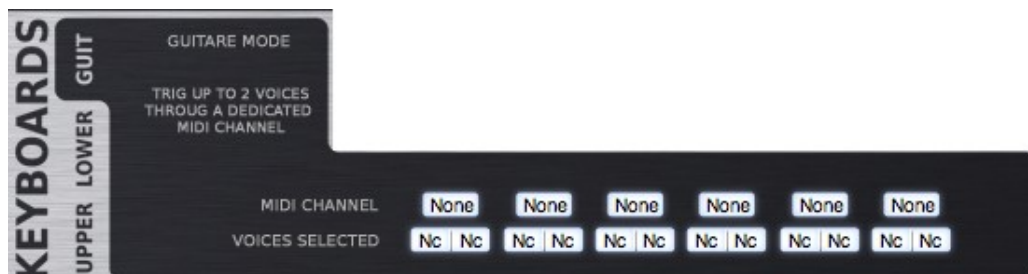 KEYBOARDS
GUIT
LOWER
UPPER
GUITARE MODE
TRIG UP TO 2 VOICES
THROUG A DEDICATED
MIDI CHANNEL
MIDI CHANNEL None None None None None None
VOICES SELECTED Nc Nc Nc Nc Nc Nc Nc Nc Nc Nc Nc Nc